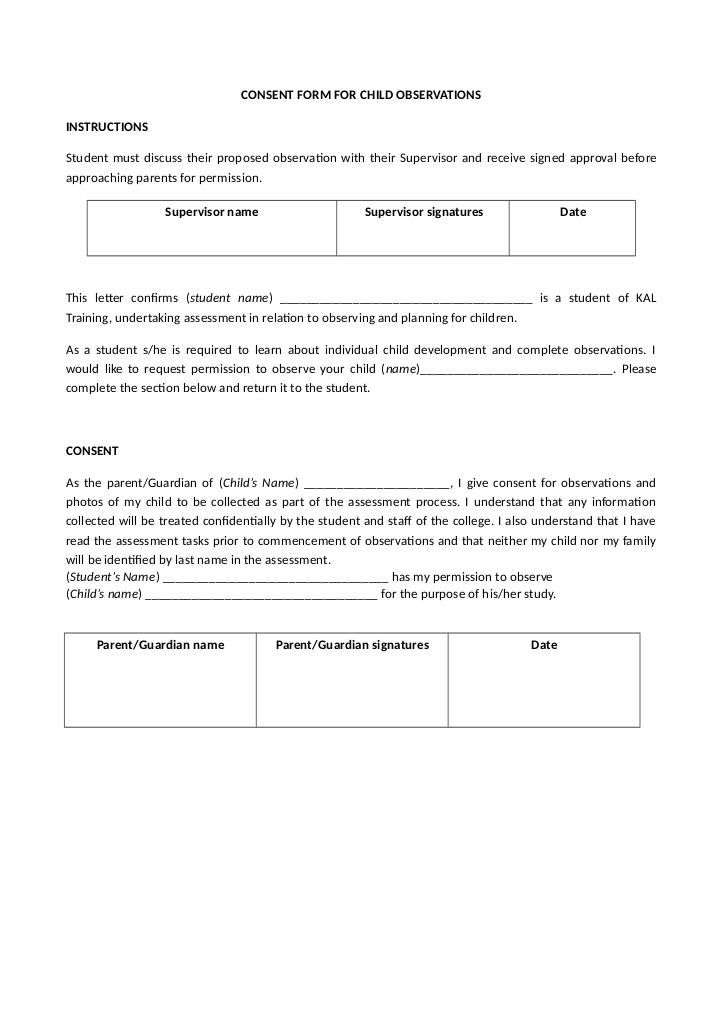 CONSENT FORM FOR CHILD OBSERVATIONS
INSTRUCTIONS
Student must discuss their proposed observation with their Supervisor and receive signed approval before
approaching parents for permission.
Supervisor name Supervisor signatures Date
This letter confirms (student name) ____________________________________ is a student of KAL
Training, undertaking assessment in relation to observing and planning for children.
As a student s/he is required to learn about individual child development and complete observations. I
would like to request permission to observe your child (name)____________________________. Please
complete the section below and return it to the student.
CONSENT
As the parent/Guardian of (Child's Name) _____________________, I give consent for observations and
photos of my child to be collected as part of the assessment process. I understand that any information
collected will be treated confidentially by the student and staff of the college. I also understand that I have
read the assessment tasks prior to commencement of observations and that neither my child nor my family
will be identified by last name in the assessment.
(Student's Name) __________________________________ has my permission to observe
(Child's name) ___________________________________ for the purpose of his/her study.
Parent/Guardian name Parent/Guardian signatures Date